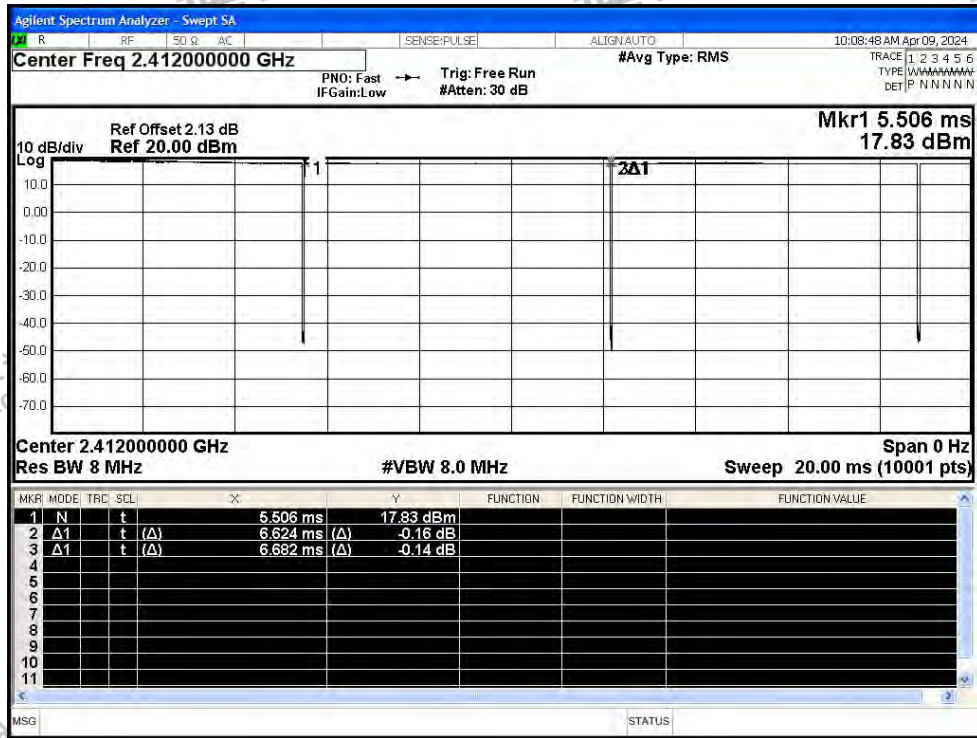 Agilent Spectrum Analyzer - Swept SA
LXI R RF 50 Ω AC SENSE:PULSE ALIGN AUTO 10:08:48 AM Apr 09, 2024
Center Freq 2.412000000 GHz
#Avg Type: RMS
TRACE 1 2 3 4 5 6
PNO: Fast Trig: Free Run
TYPE WWWWWW
IFGain:Low #Atten: 30 dB
DET P N N N N N
Mkr1 5.506 ms
Ref Offset 2.13 dB
10 dB/div Ref 20.00 dBm 17.83 dBm
Log
1 2Δ1
10.0
0.00
-10.0
-20.0
-30.0
-40.0
-50.0
-60.0
-70.0
Center 2.412000000 GHz Span 0 Hz
Res BW 8 MHz #VBW 8.0 MHz Sweep 20.00 ms (10001 pts)
MKR MODE TRC SCL X Y FUNCTION FUNCTION WIDTH FUNCTION VALUE
1 N t 5.506 ms 17.83 dBm
2 Δ1 t (Δ) 6.624 ms (Δ) -0.16 dB
3 Δ1 t (Δ) 6.682 ms (Δ) -0.14 dB
4
5
6
7
8
9
10
11
MSG STATUS